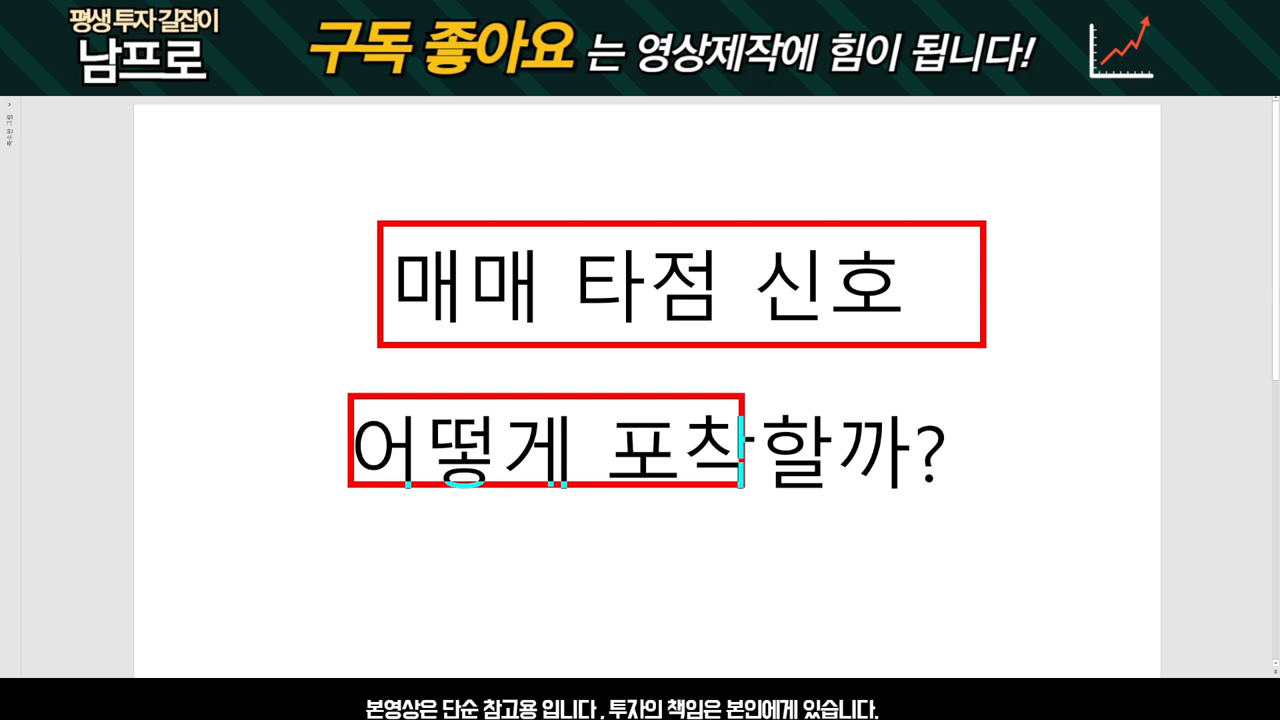 평생 투자 길잡이
남프로
구독 좋아요 는 영상제작에 힘이 됩니다!
매매 타점 신호
어떻게 포착할까?
본영상은 단순 참고용 입니다 , 투자의 책임은 본인에게 있습니다.